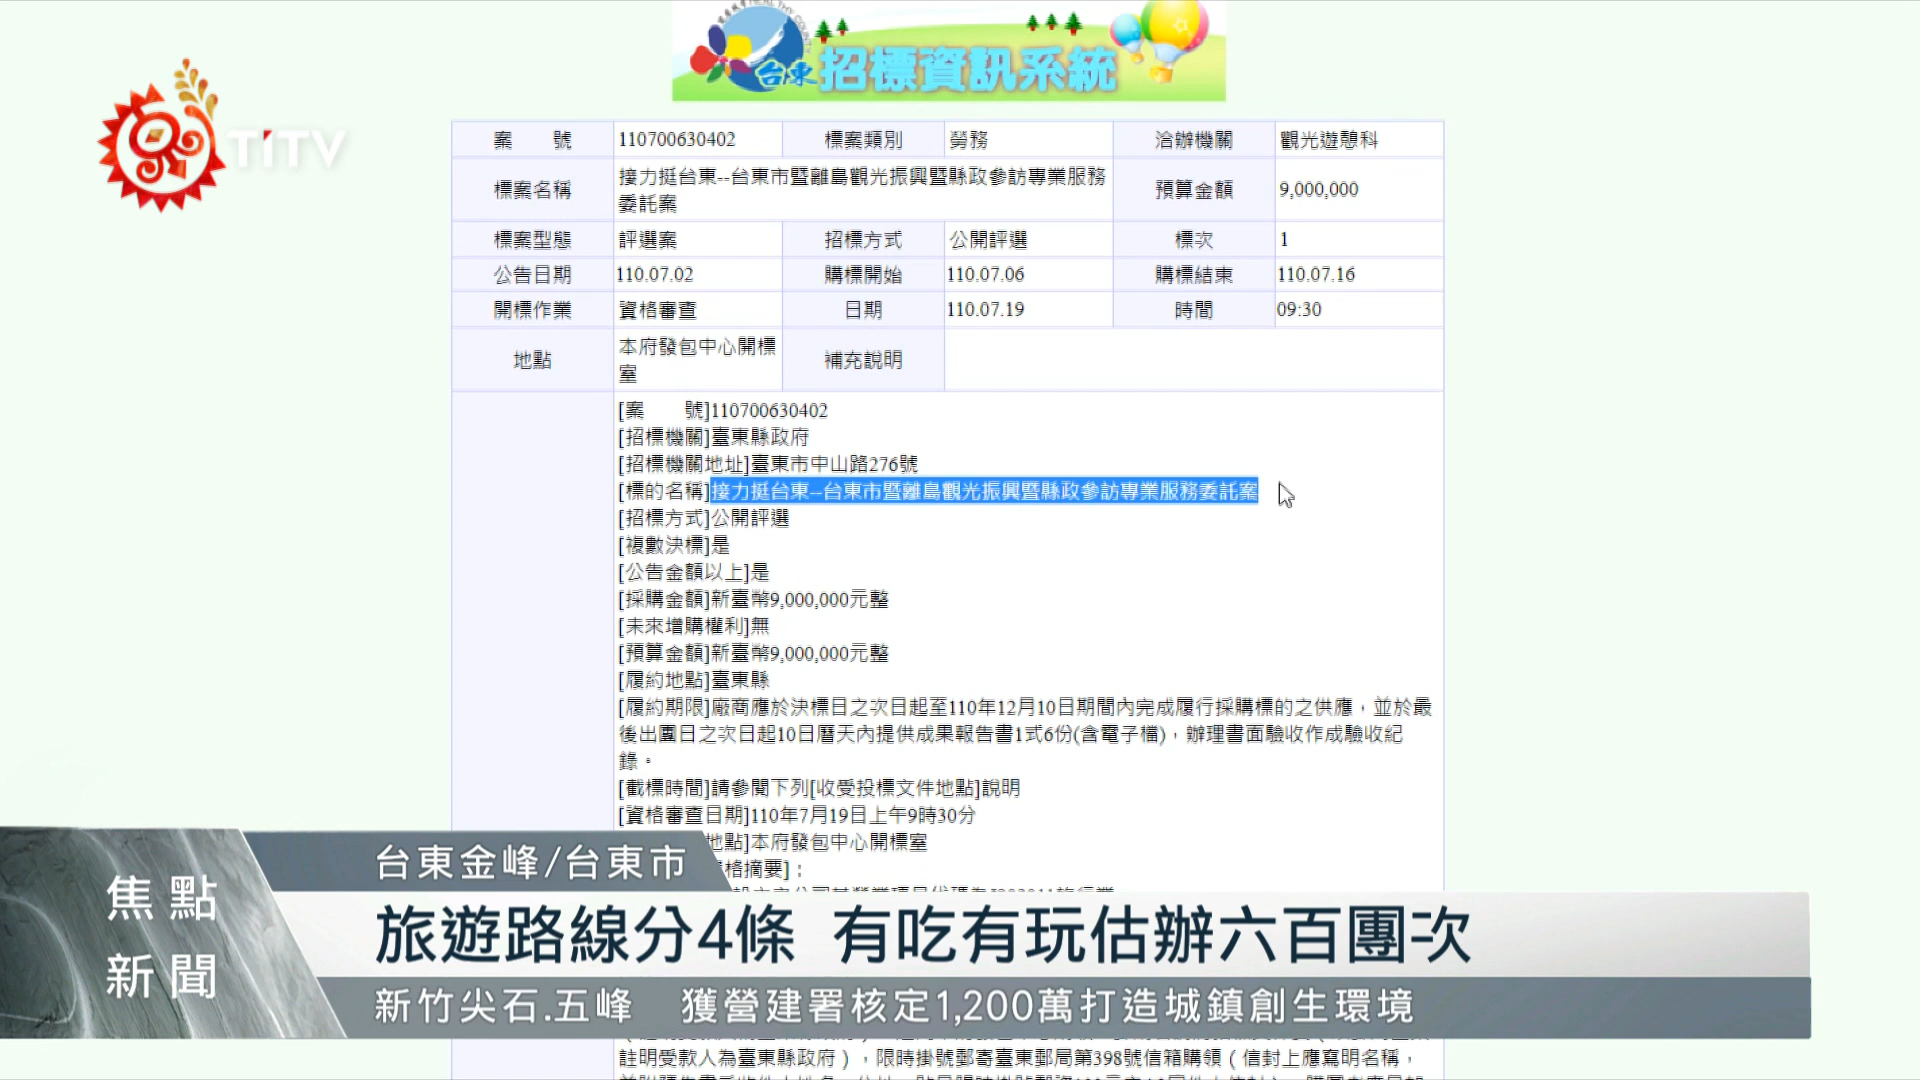 台東 招標資訊系統
TiTV
案 號 110700630402 標案類別 勞務 洽辦機關 觀光遊憩科
標案名稱 接力挺台東--台東市暨離島觀光振興暨縣政參訪專業服務委託案 預算金額 9,000,000
標案型態 評選案 招標方式 公開評選 標次 1
公告日期 110.07.02 購標開始 110.07.06 購標結束 110.07.16
開標作業 資格審查 日期 110.07.19 時間 09:30
地點 本府發包中心開標室 補充說明
[案 號]110700630402
[招標機關]臺東縣政府
[招標機關地址]臺東市中山路276號
[標的名稱]接力挺台東--台東市暨離島觀光振興暨縣政參訪專業服務委託案
[招標方式]公開評選
[複數決標]是
[公告金額以上]是
[採購金額]新臺幣9,000,000元整
[未來增購權利]無
[預算金額]新臺幣9,000,000元整
[履約地點]臺東縣
[履約期限]廠商應於決標日之次日起至110年12月10日期間內完成履行採購標的之供應，並於最
後出團日之次日起10日曆天內提供成果報告書1式6份(含電子檔)，辦理書面驗收作成驗收紀
錄。
[截標時間]請參閱下列[收受投標文件地點]說明
[資格審查日期]110年7月19日上午9時30分
地點]本府發包中心開標室
格摘要]：
台東金峰/台東市
焦點
新聞
旅遊路線分4條 有吃有玩估辦六百團次
新竹尖石.五峰 獲營建署核定1,200萬打造城鎮創生環境
註明受款人為臺東縣政府），限時掛號郵寄臺東郵局第398號信箱購領（信封上應寫明名稱，